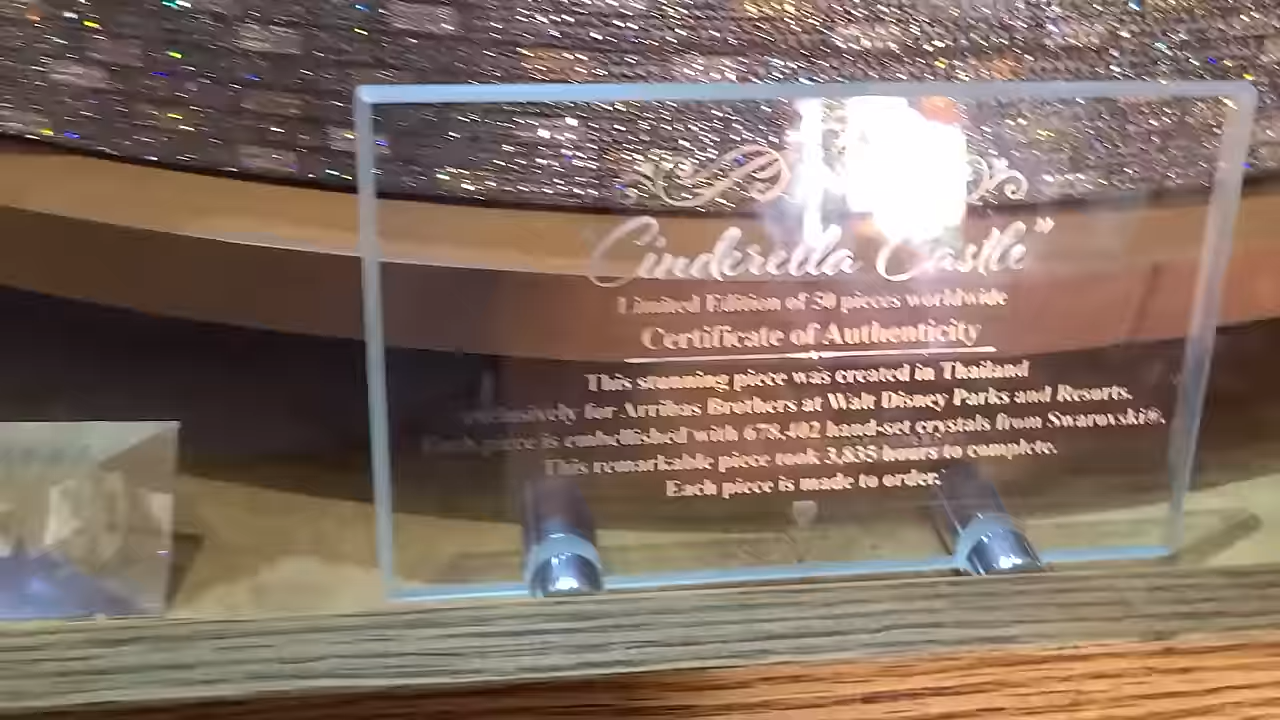 "Cinderella Castle"
Limited Edition of 50 pieces worldwide
Certificate of Authenticity
This stunning piece was created in Thailand
exclusively for Arribas Brothers at Walt Disney Parks and Resorts.
Each piece is embellished with 678,402 hand-set crystals from Swarovski®.
This remarkable piece took 3,835 hours to complete.
Each piece is made to order.